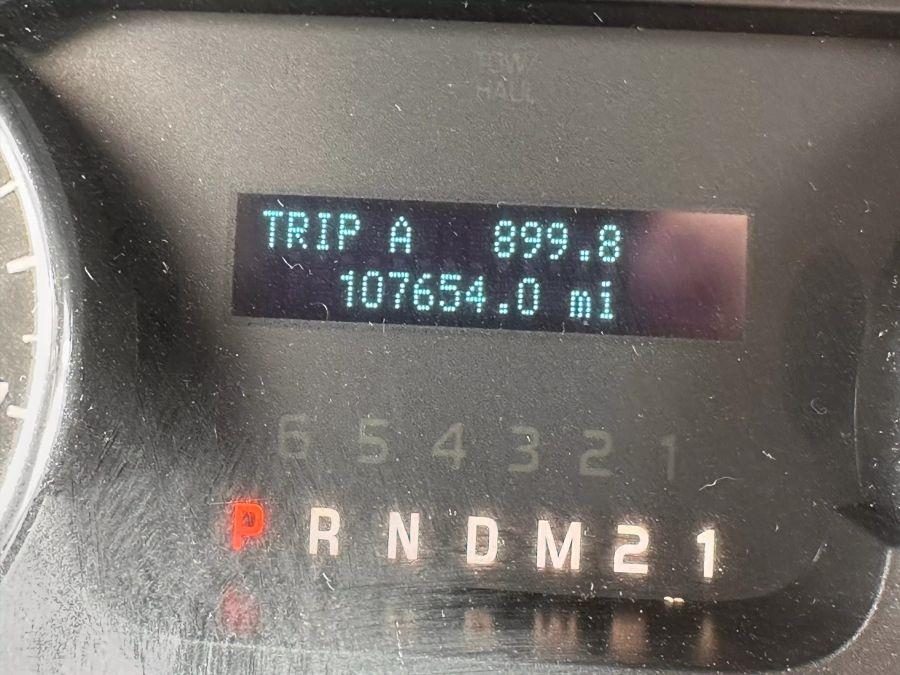 TOW/
HAUL
TRIP A 899.8
107654.0 mi
6 5 4 3 2 1
P R N D M 2 1